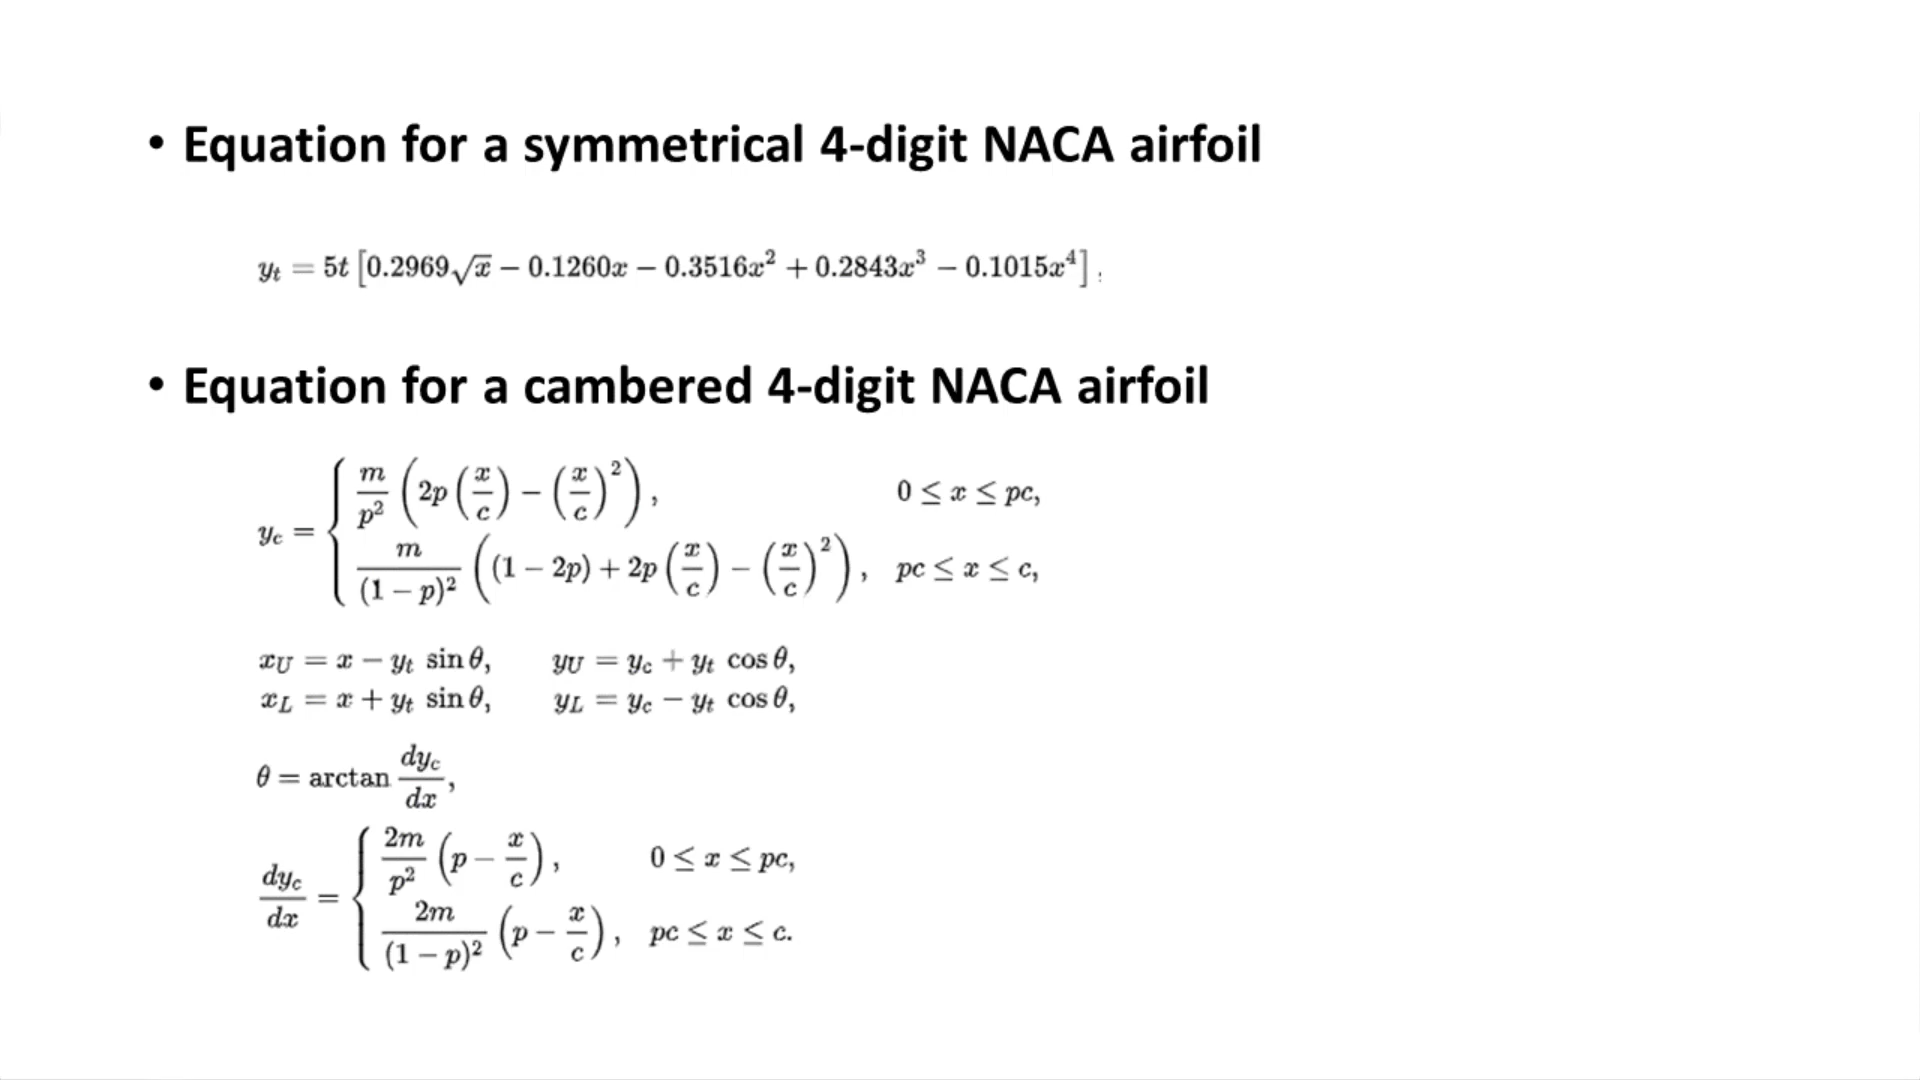 • Equation for a symmetrical 4-digit NACA airfoil
y_t = 5t [0.2969√x − 0.1260x − 0.3516x² + 0.2843x³ − 0.1015x⁴] :
• Equation for a cambered 4-digit NACA airfoil
y_c = { m/p² (2p (x/c) − (x/c)²), 0 ≤ x ≤ pc,
m/(1 − p)² ((1 − 2p) + 2p (x/c) − (x/c)²), pc ≤ x ≤ c,
x_U = x − y_t sin θ, y_U = y_c + y_t cos θ,
x_L = x + y_t sin θ, y_L = y_c − y_t cos θ,
θ = arctan dy_c/dx,
dy_c/dx = { 2m/p² (p − x/c), 0 ≤ x ≤ pc,
2m/(1 − p)² (p − x/c), pc ≤ x ≤ c.